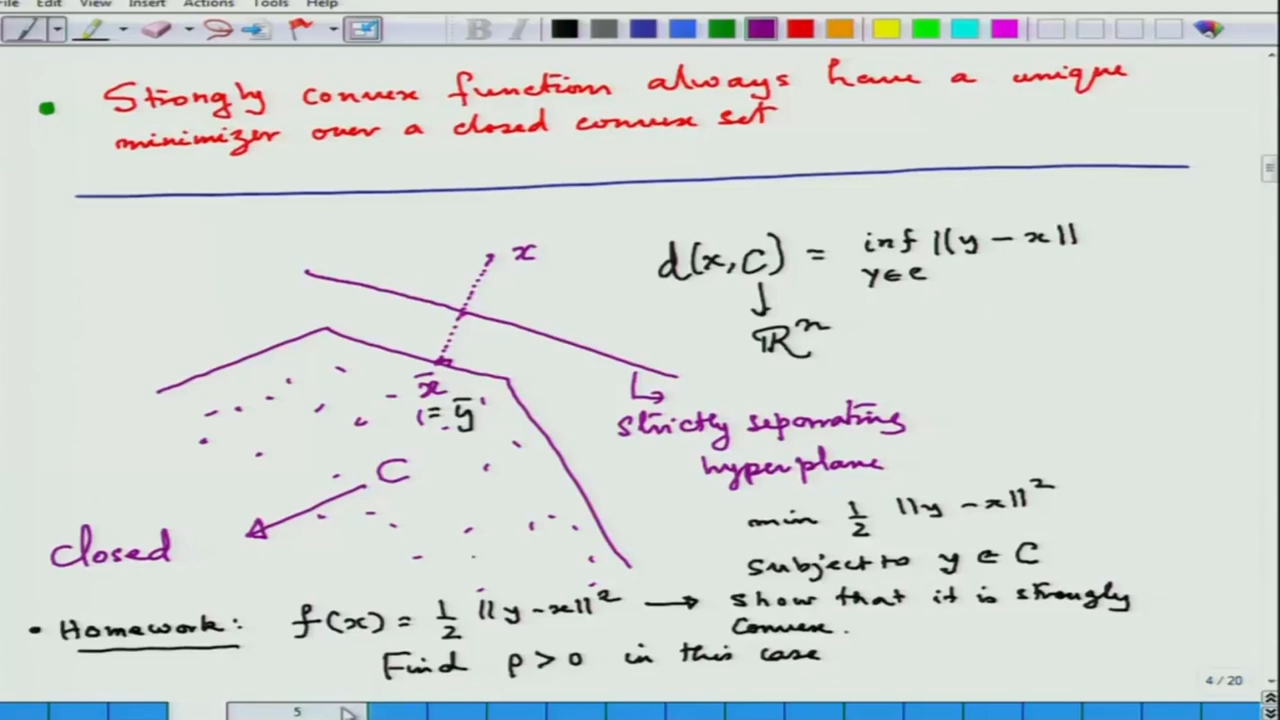 File Edit View Insert Actions Tools Help
B I
Strongly convex function always have a unique
minimizer over a closed convex set
x
d(x, C) = inf ||y - x||
y ∈ C
↓
ℝⁿ
x̄
= ȳ
strictly separating
hyperplane
C
closed
min 1/2 ||y - x||²
subject to y ∈ C
• Homework: f(x) = 1/2 ||y - x||² → show that it is strongly
convex.
Find ρ > 0 in this case
4 / 20
5